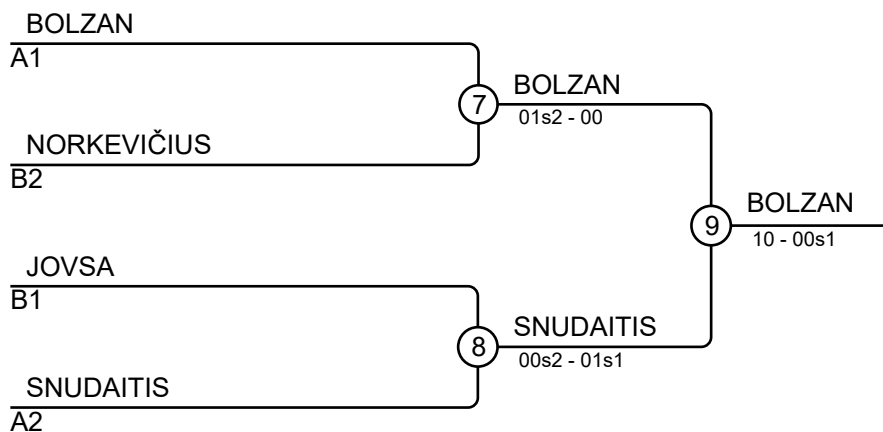 BOLZAN
A1
7
BOLZAN
01s2 - 00
NORKEVIČIUS
B2
9
BOLZAN
10 - 00s1
JOVSA
B1
8
SNUDAITIS
00s2 - 01s1
SNUDAITIS
A2